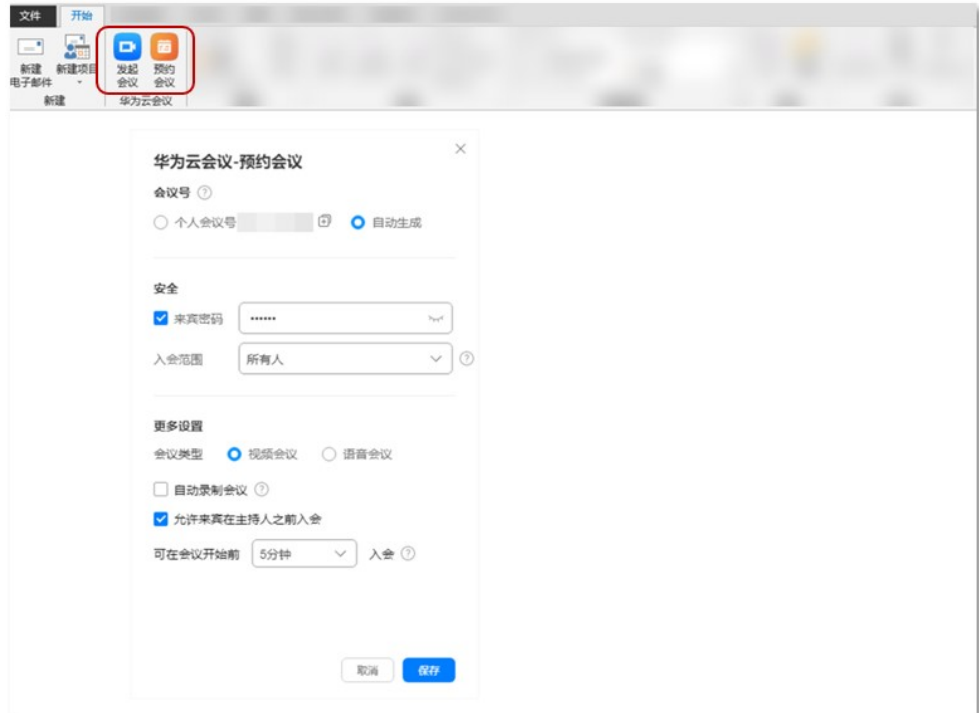 文件 开始
新建 电子邮件 新建项目 发起会议 预约会议
新建 华为云会议
华为云会议-预约会议
会议号
个人会议号 自动生成
安全
来宾密码 ••••••
入会范围 所有人
更多设置
会议类型 视频会议 语音会议
自动录制会议
允许来宾在主持人之前入会
可在会议开始前 5分钟 入会
取消 保存